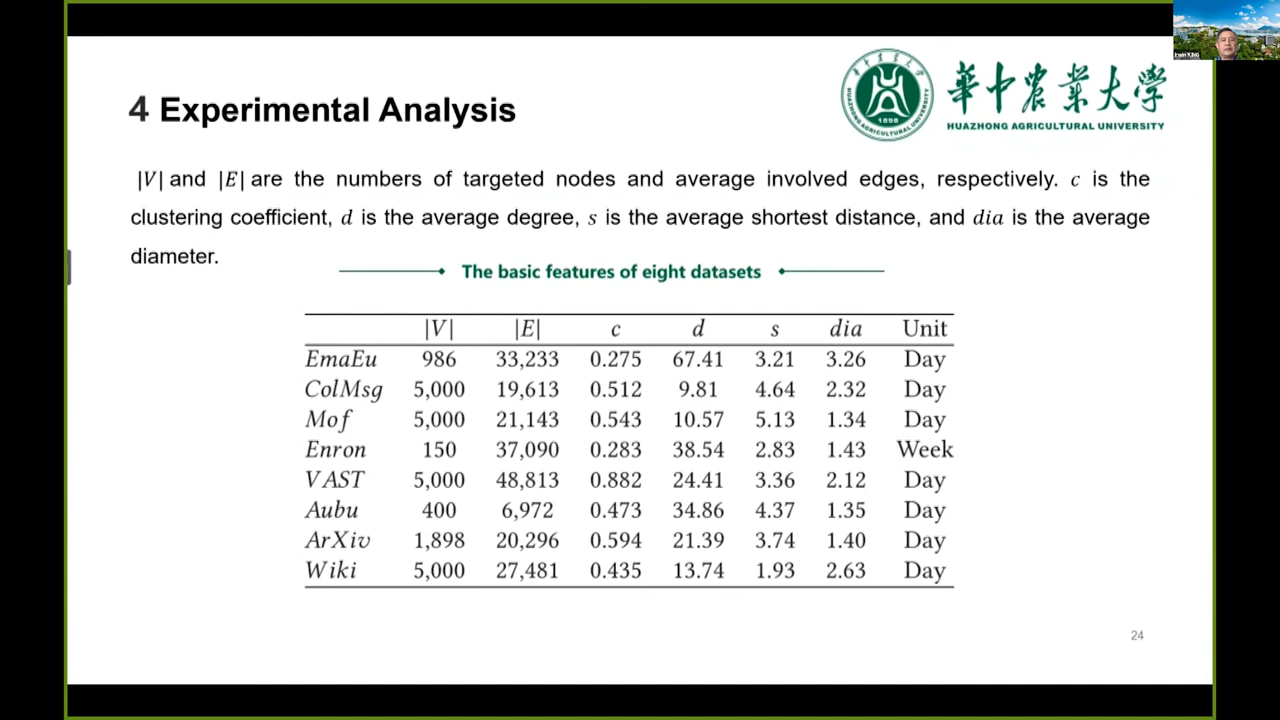 Irwin KING
4 Experimental Analysis
華中農業大學
HUAZHONG AGRICULTURAL UNIVERSITY
1898
|V| and |E| are the numbers of targeted nodes and average involved edges, respectively. c is the
clustering coefficient, d is the average degree, s is the average shortest distance, and dia is the average
diameter.
The basic features of eight datasets
|V| |E| c d s dia Unit
EmaEu 986 33,233 0.275 67.41 3.21 3.26 Day
ColMsg 5,000 19,613 0.512 9.81 4.64 2.32 Day
Mof 5,000 21,143 0.543 10.57 5.13 1.34 Day
Enron 150 37,090 0.283 38.54 2.83 1.43 Week
VAST 5,000 48,813 0.882 24.41 3.36 2.12 Day
Aubu 400 6,972 0.473 34.86 4.37 1.35 Day
ArXiv 1,898 20,296 0.594 21.39 3.74 1.40 Day
Wiki 5,000 27,481 0.435 13.74 1.93 2.63 Day
24